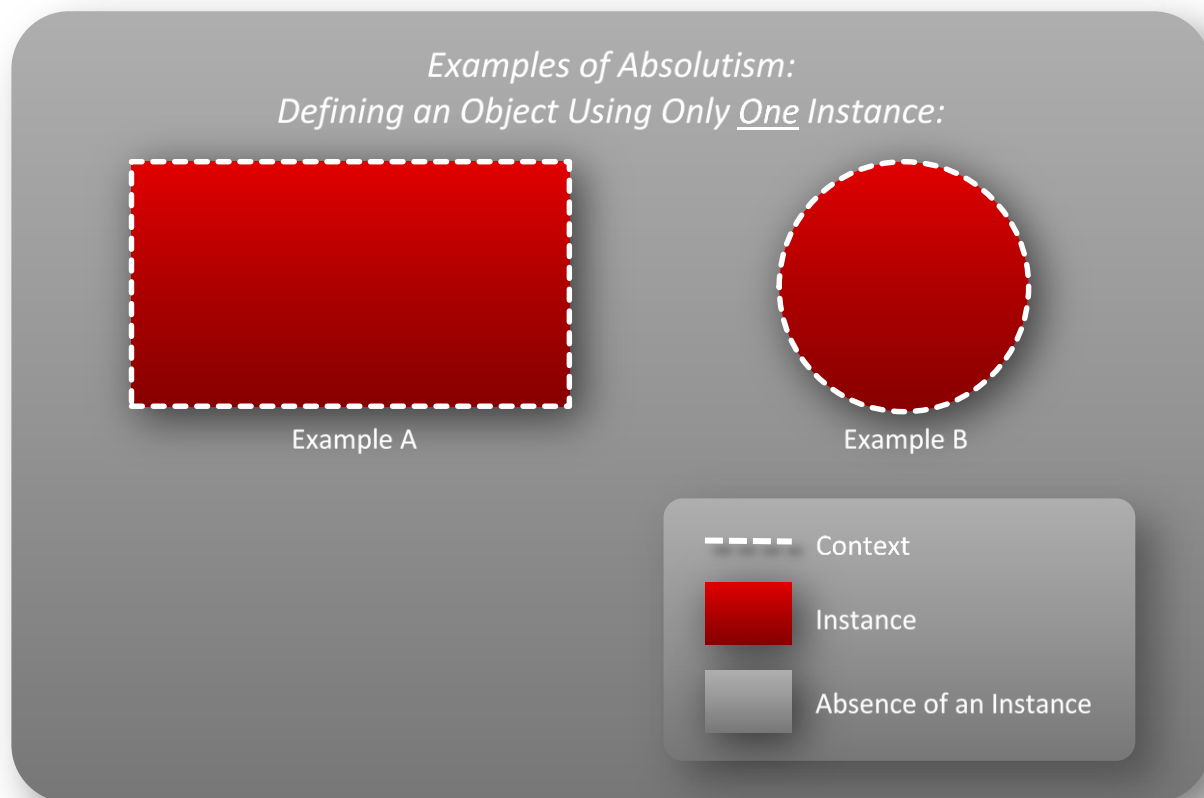 Examples of Absolutism:
Defining an Object Using Only One Instance:
Example A
Example B
Context
Instance
Absence of an Instance